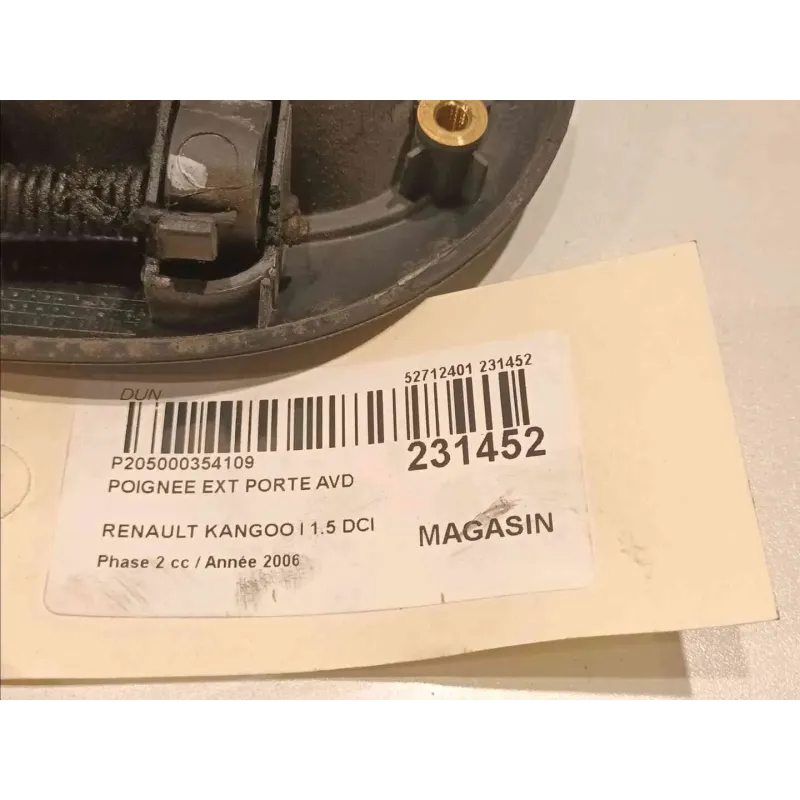 DUN
52712401 231452
P205000354109
231452
POIGNEE EXT PORTE AVD
RENAULT KANGOO I 1.5 DCI
MAGASIN
Phase 2 cc / Année 2006